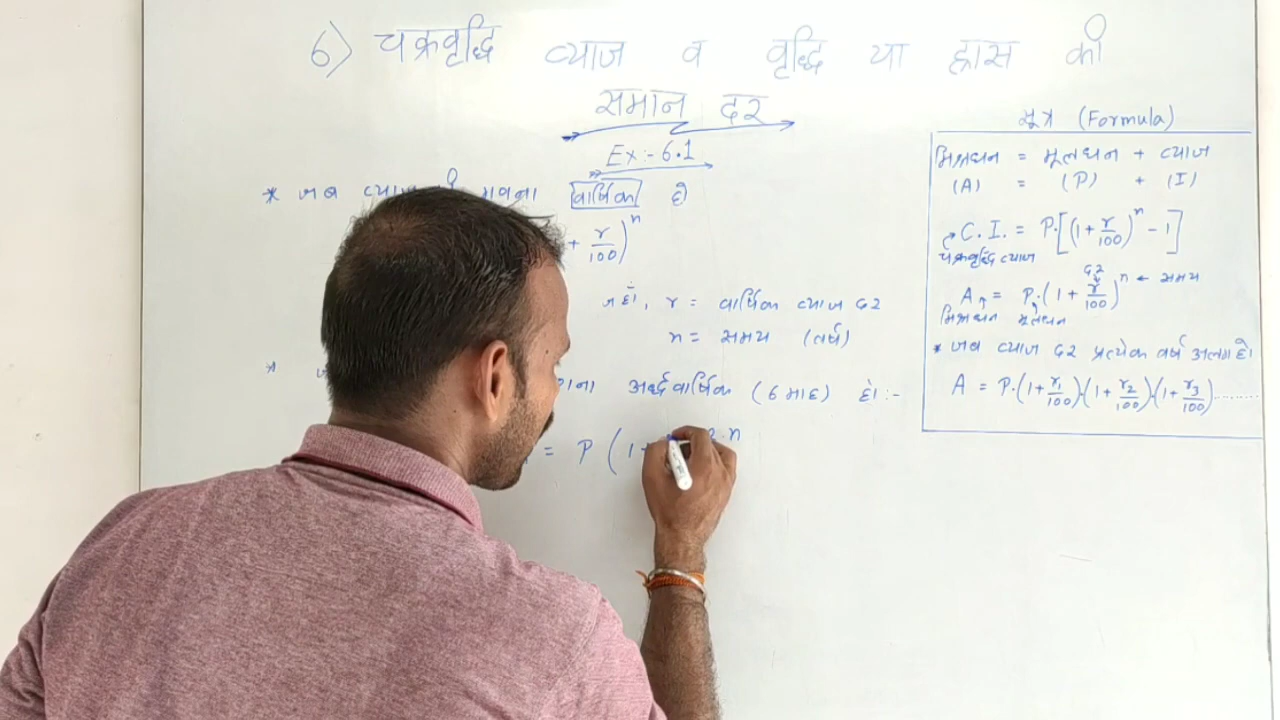 6) चक्रवृद्धि ब्याज व वृद्धि या ह्रास की
समान दर
Ex:- 6.1
* जब ब्याज गणना वार्षिक हो
+ r/100)^n
जहाँ, r = वार्षिक ब्याज दर
n = समय (वर्ष)
*
अर्द्धवार्षिक (6 माह) हो :-
= P (1+ 2·n
सूत्र (Formula)
मिश्रधन = मूलधन + ब्याज
(A) = (P) + (I)
C.I. = P·[(1 + r/100)^n - 1]
चक्रवृद्धि ब्याज
दर
A = P·(1 + r/100)^n ← समय
मिश्रधन मूलधन
* जब ब्याज दर प्रत्येक वर्ष अलग हो
A = P·(1+r₁/100)·(1+r₂/100)·(1+r₃/100)..........